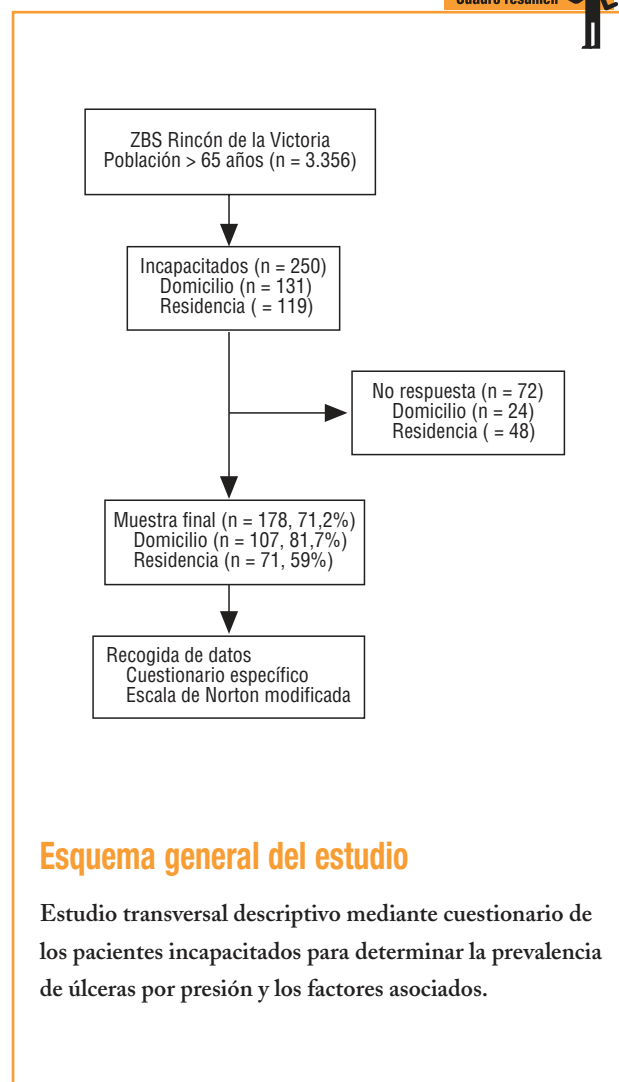 Cuadro resumen
ZBS Rincón de la Victoria
Población > 65 años (n = 3.356)
Incapacitados (n = 250)
Domicilio (n = 131)
Residencia ( = 119)
No respuesta (n = 72)
Domicilio (n = 24)
Residencia ( = 48)
Muestra final (n = 178, 71,2%)
Domicilio (n = 107, 81,7%)
Residencia (n = 71, 59%)
Recogida de datos
Cuestionario específico
Escala de Norton modificada
Esquema general del estudio
Estudio transversal descriptivo mediante cuestionario de
los pacientes incapacitados para determinar la prevalencia
de úlceras por presión y los factores asociados.